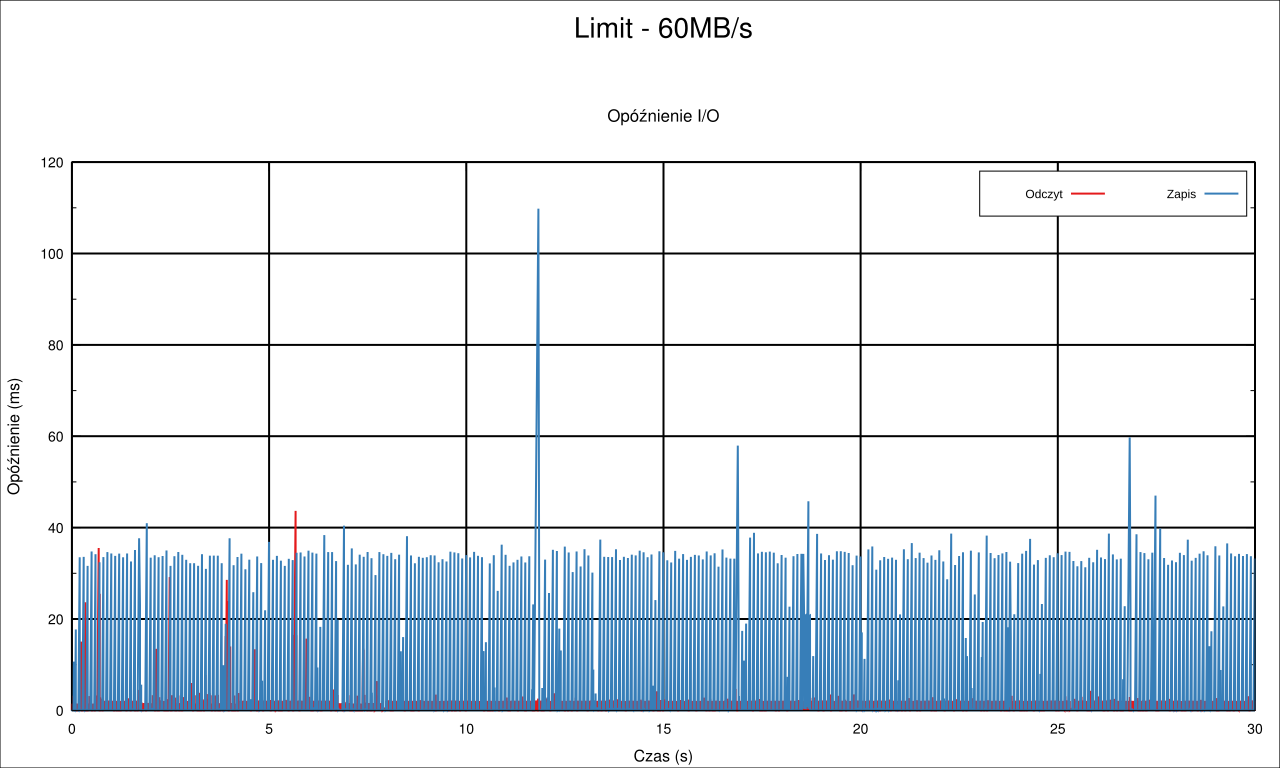 Limit - 60MB/s
Opóźnienie I/O
120
100
80
60
40
20
0
Opóźnienie (ms)
Odczyt
Zapis
0 5 10 15 20 25 30
Czas (s)